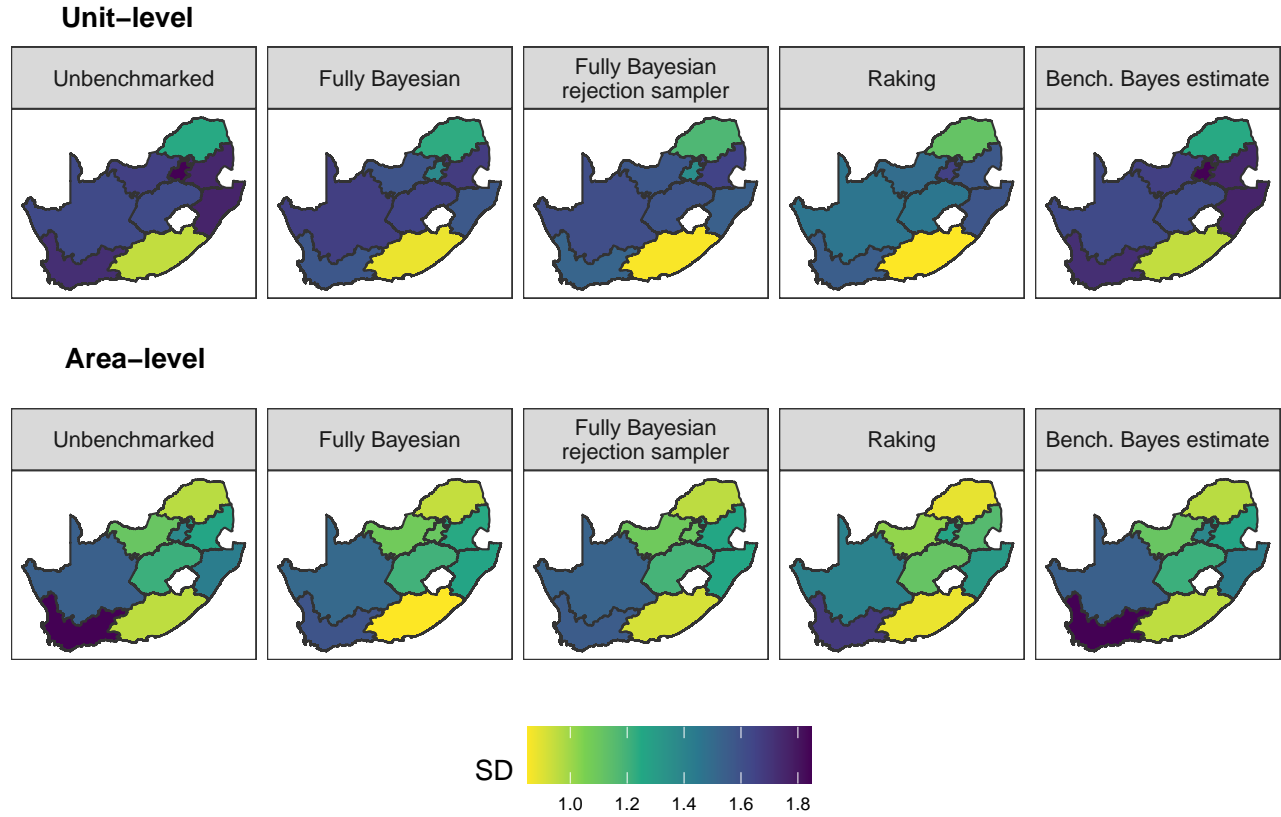 Unit−level
Unbenchmarked
Fully Bayesian
Fully Bayesian
rejection sampler
Raking
Bench. Bayes estimate
Area−level
Unbenchmarked
Fully Bayesian
Fully Bayesian
rejection sampler
Raking
Bench. Bayes estimate
SD
1.0 1.2 1.4 1.6 1.8